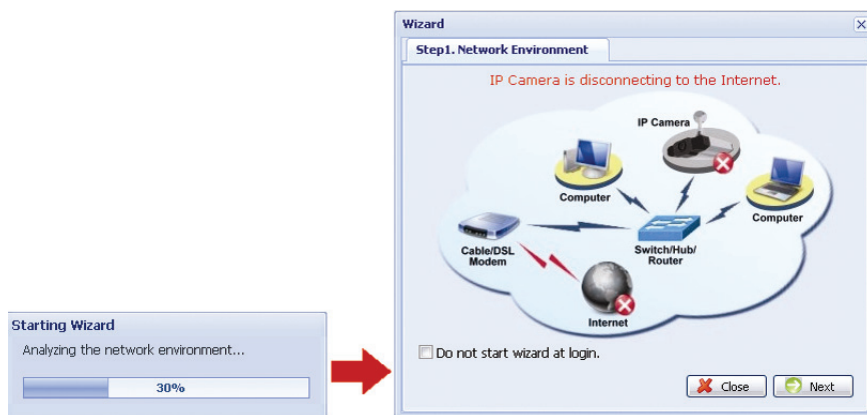 Starting Wizard
Analyzing the network environment...
30%
Wizard
Step1. Network Environment
IP Camera is disconnecting to the Internet.
IP Camera
Computer
Computer
Cable/DSL
Modem
Switch/Hub/
Router
Internet
Do not start wizard at login.
Close
Next